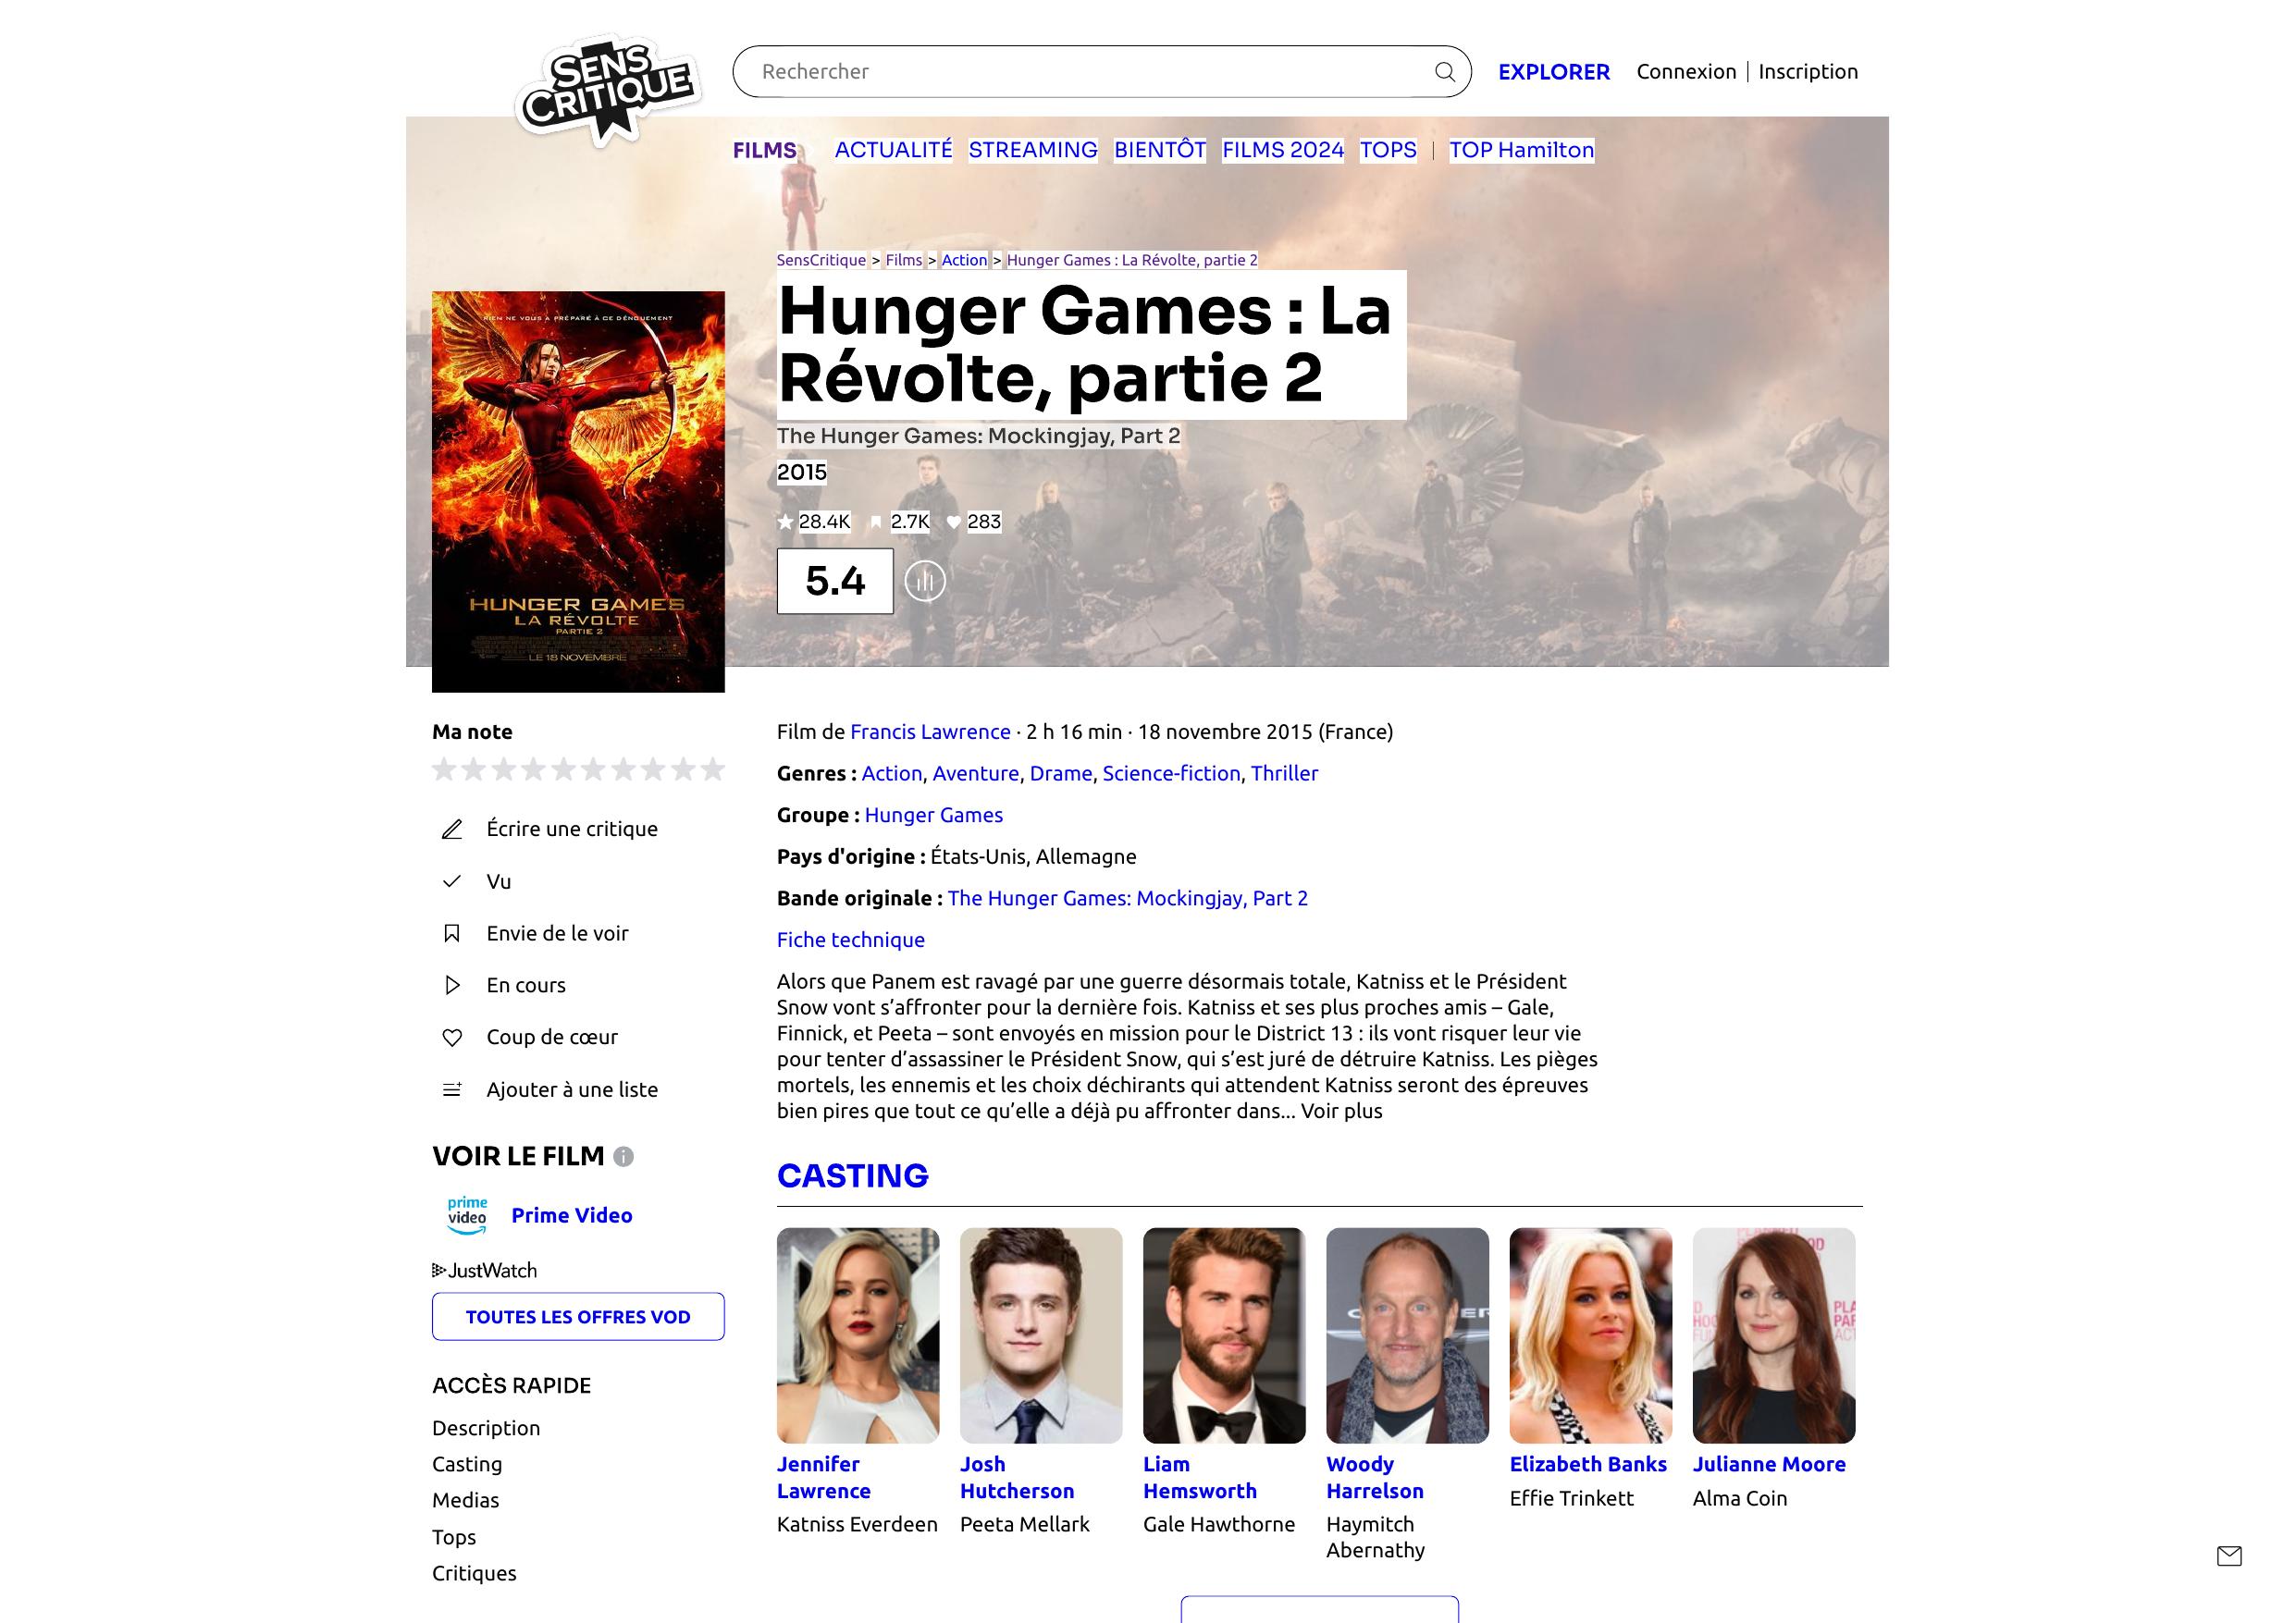 SENS
CRITIQUE
Rechercher
EXPLORER
Connexion | Inscription
FILMS
ACTUALITÉ
STREAMING
BIENTÔT
FILMS 2024
TOPS
|
TOP Hamilton
SensCritique > Films > Action > Hunger Games : La Révolte, partie 2
Hunger Games : La
Révolte, partie 2
The Hunger Games: Mockingjay, Part 2
2015
28.4K
2.7K
283
5.4
RIEN NE VOUS A PRÉPARÉ À CE DÉNOUEMENT
HUNGER GAMES
LA RÉVOLTE
PARTIE 2
LE 18 NOVEMBRE
Ma note
Écrire une critique
Vu
Envie de le voir
En cours
Coup de cœur
Ajouter à une liste
VOIR LE FILM
prime
video
Prime Video
JustWatch
TOUTES LES OFFRES VOD
ACCÈS RAPIDE
Description
Casting
Medias
Tops
Critiques
Film de Francis Lawrence · 2 h 16 min · 18 novembre 2015 (France)
Genres : Action, Aventure, Drame, Science-fiction, Thriller
Groupe : Hunger Games
Pays d'origine : États-Unis, Allemagne
Bande originale : The Hunger Games: Mockingjay, Part 2
Fiche technique
Alors que Panem est ravagé par une guerre désormais totale, Katniss et le Président
Snow vont s’affronter pour la dernière fois. Katniss et ses plus proches amis – Gale,
Finnick, et Peeta – sont envoyés en mission pour le District 13 : ils vont risquer leur vie
pour tenter d’assassiner le Président Snow, qui s’est juré de détruire Katniss. Les pièges
mortels, les ennemis et les choix déchirants qui attendent Katniss seront des épreuves
bien pires que tout ce qu’elle a déjà pu affronter dans... Voir plus
CASTING
Jennifer
Lawrence
Katniss Everdeen
Josh
Hutcherson
Peeta Mellark
Liam
Hemsworth
Gale Hawthorne
Woody
Harrelson
Haymitch
Abernathy
Elizabeth Banks
Effie Trinkett
Julianne Moore
Alma Coin